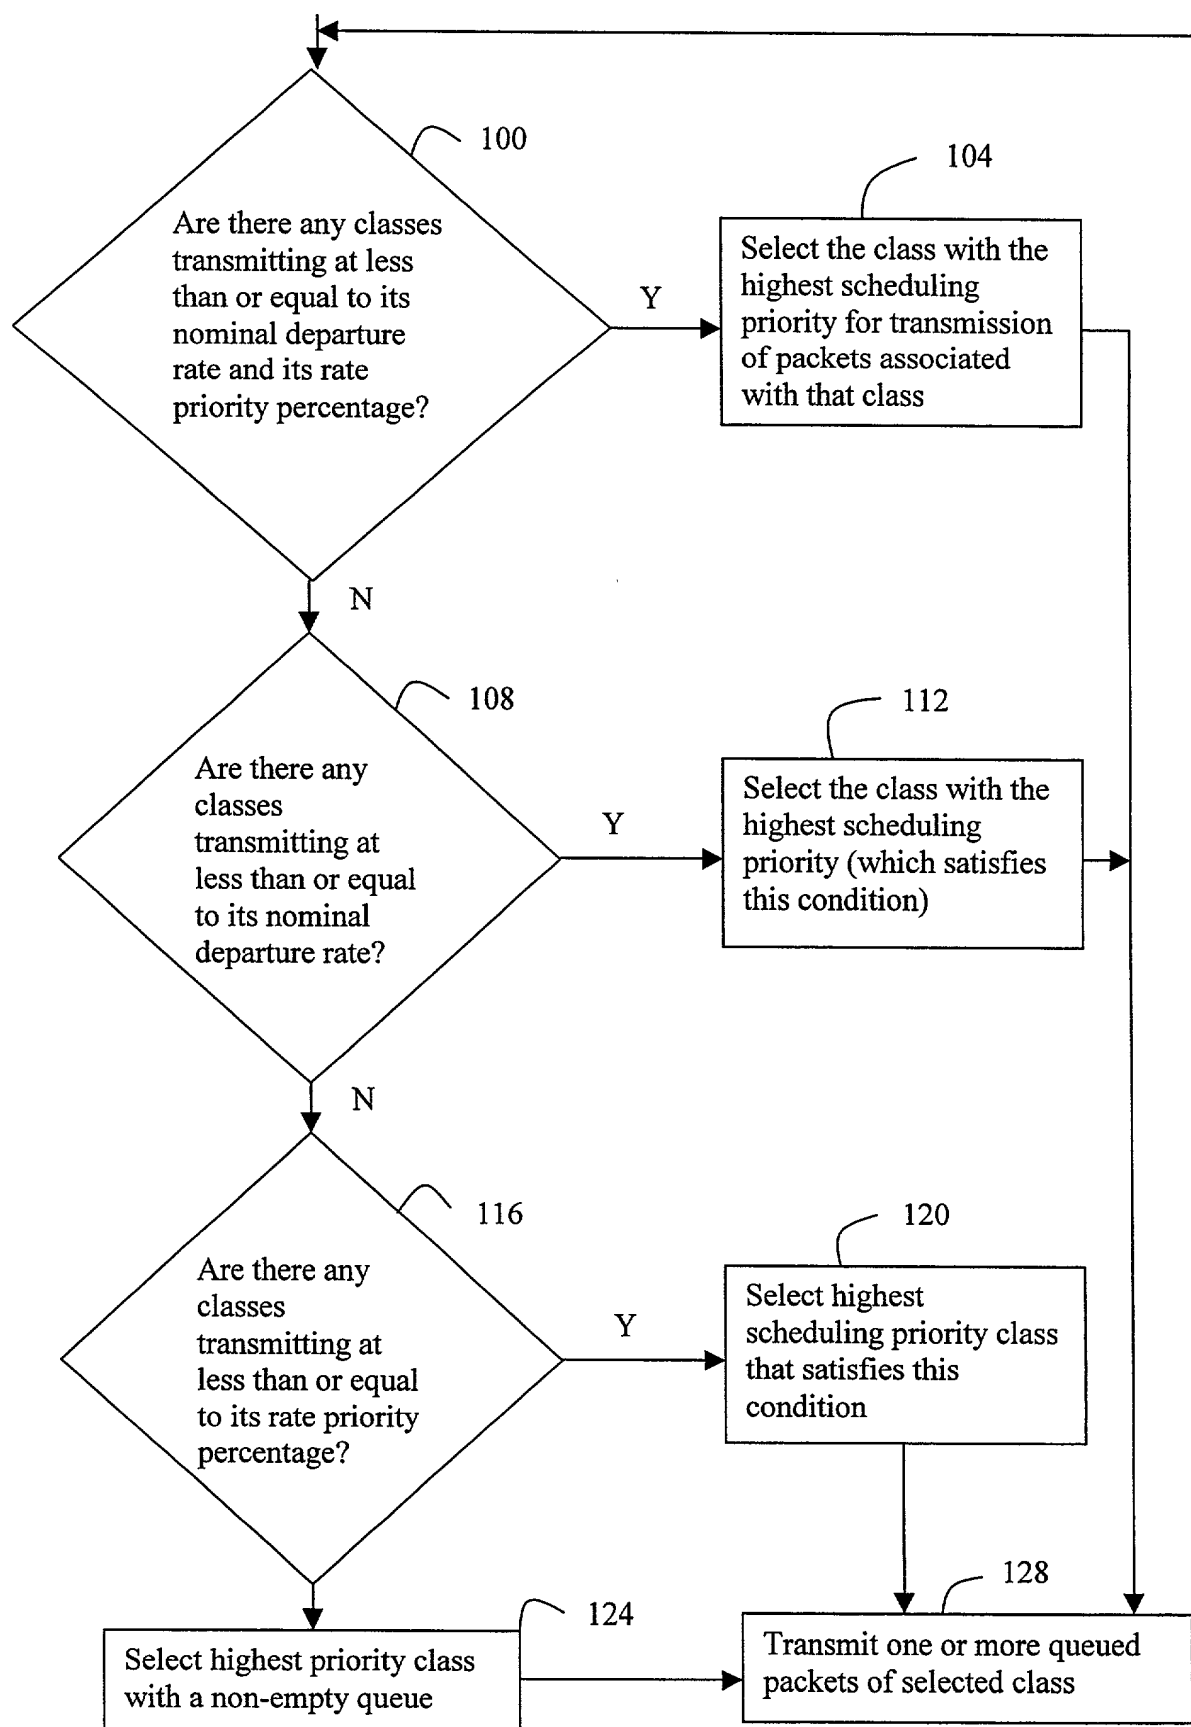 100
Are there any classes
transmitting at less
than or equal to its
nominal departure
rate and its rate
priority percentage?
Y
104
Select the class with the
highest scheduling
priority for transmission
of packets associated
with that class
N
108
Are there any
classes
transmitting at
less than or equal
to its nominal
departure rate?
Y
112
Select the class with the
highest scheduling
priority (which satisfies
this condition)
N
116
Are there any
classes
transmitting at
less than or equal
to its rate priority
percentage?
Y
120
Select highest
scheduling priority class
that satisfies this
condition
124
Select highest priority class
with a non-empty queue
128
Transmit one or more queued
packets of selected class